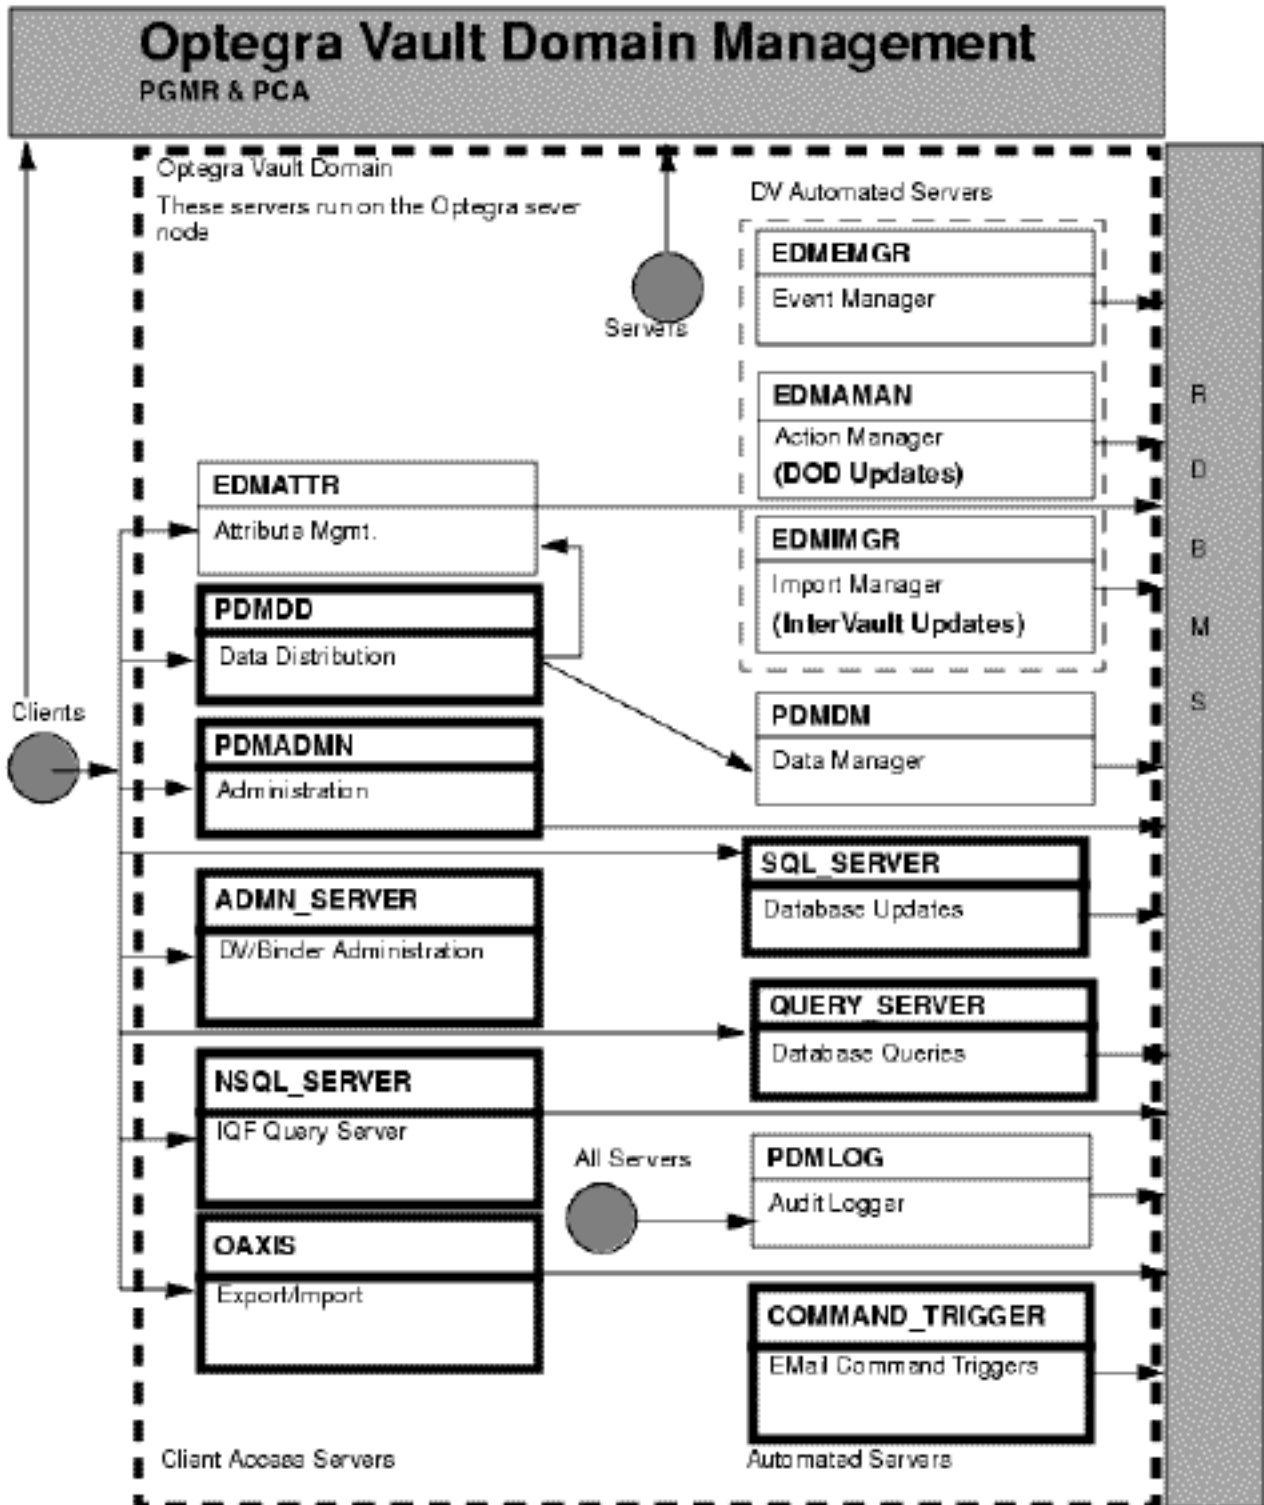 Optegra Vault Domain Management
PGMR & PCA
Optegra Vault Domain
These servers run on the Optegra sever
node
DV Automated Servers
EDMEMGR
Event Manager
Servers
EDMAMAN
Action Manager
(DOD Updates)
EDMATTR
Attribute Mgmt.
EDMIMGR
Import Manager
(InterVault Updates)
PDMDD
Data Distribution
Clients
PDMDM
Data Manager
PDMADMN
Administration
SQL_SERVER
Database Updates
ADMN_SERVER
DV/Binder Administration
QUERY_SERVER
Database Queries
NSQL_SERVER
IQF Query Server
All Servers
PDMLOG
Audit Logger
OAXIS
Export/Import
COMMAND_TRIGGER
EMail Command Triggers
Client Access Servers
Automated Servers
R
D
B
M
S